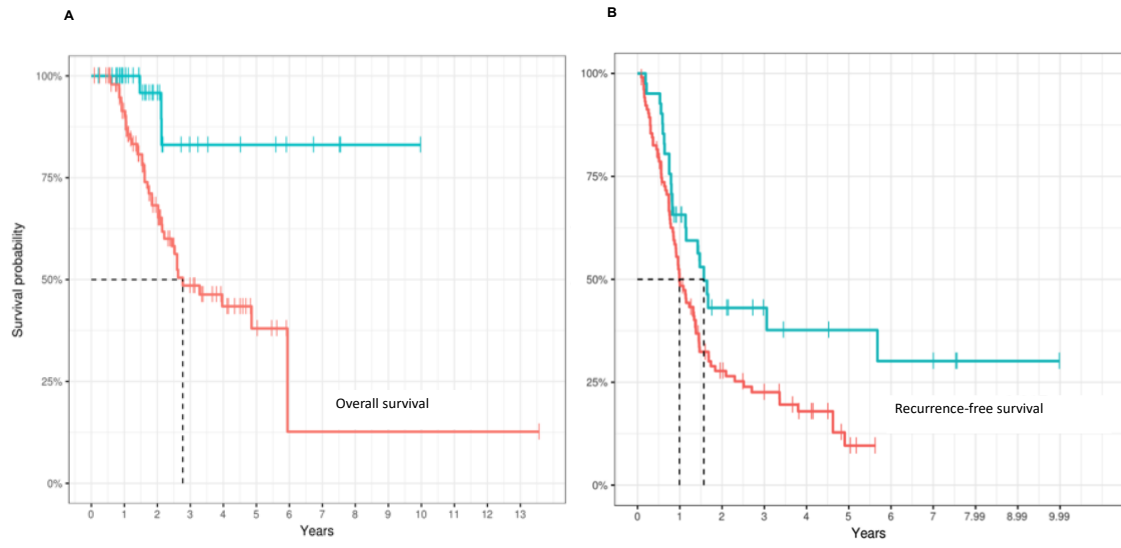 A
100%
75%
50%
25%
0%
Survival probability
Overall survival
0 1 2 3 4 5 6 7 8 9 10 11 12 13
Years
B
100%
75%
50%
25%
0%
Recurrence-free survival
0 1 2 3 4 5 6 7 7.99 8.99 9.99
Years